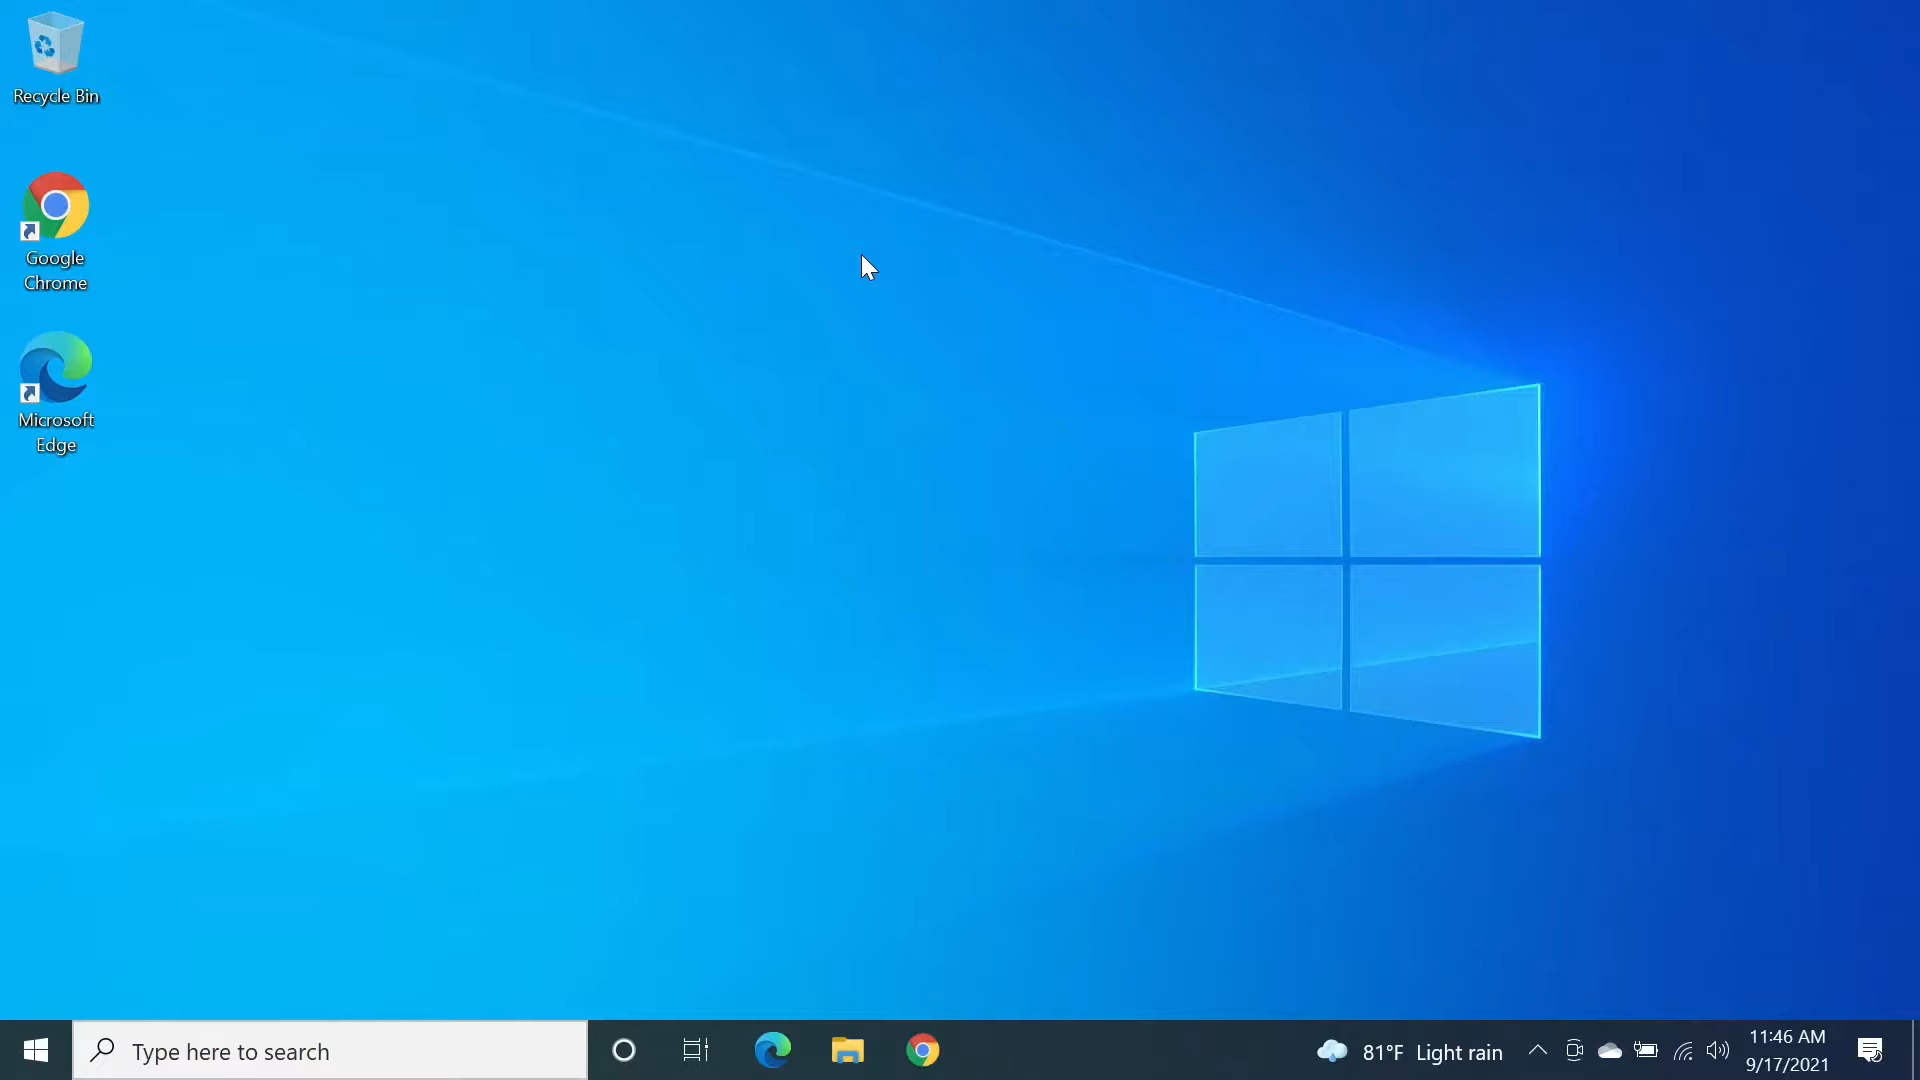 Recycle Bin
Google
Chrome
Microsoft
Edge
Type here to search
81°F Light rain
11:46 AM
9/17/2021